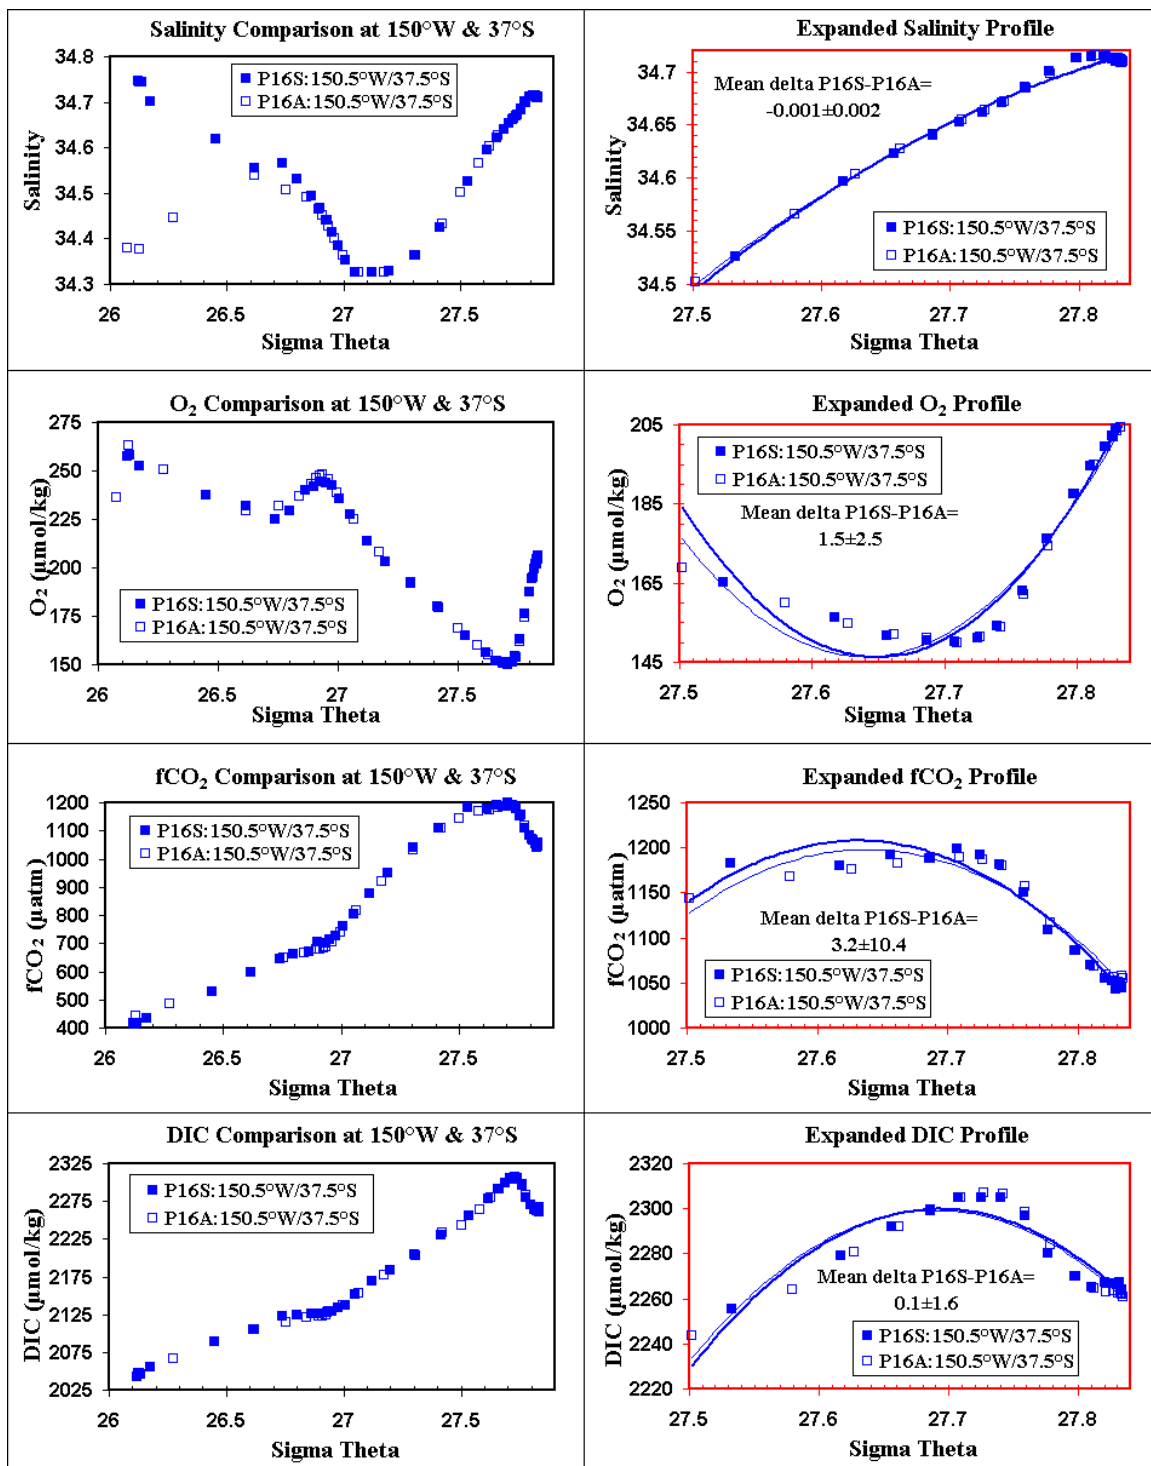 Salinity Comparison at 150°W & 37°S
34.8
34.7
34.6
34.5
34.4
34.3
Salinity
P16S:150.5°W/37.5°S
P16A:150.5°W/37.5°S
26 26.5 27 27.5
Sigma Theta
Expanded Salinity Profile
34.7
34.65
34.6
34.55
34.5
Salinity
Mean delta P16S-P16A=
-0.001±0.002
P16S:150.5°W/37.5°S
P16A:150.5°W/37.5°S
27.5 27.6 27.7 27.8
Sigma Theta
O₂ Comparison at 150°W & 37°S
275
250
225
200
175
150
O₂ (µmol/kg)
P16S:150.5°W/37.5°S
P16A:150.5°W/37.5°S
26 26.5 27 27.5
Sigma Theta
Expanded O₂ Profile
205
185
165
145
O₂ (µmol/kg)
P16S:150.5°W/37.5°S
P16A:150.5°W/37.5°S
Mean delta P16S-P16A=
1.5±2.5
27.5 27.6 27.7 27.8
Sigma Theta
fCO₂ Comparison at 150°W & 37°S
1200
1100
1000
900
800
700
600
500
400
fCO₂ (µatm)
P16S:150.5°W/37.5°S
P16A:150.5°W/37.5°S
26 26.5 27 27.5
Sigma Theta
Expanded fCO₂ Profile
1250
1200
1150
1100
1050
1000
fCO₂ (µatm)
Mean delta P16S-P16A=
3.2±10.4
P16S:150.5°W/37.5°S
P16A:150.5°W/37.5°S
27.5 27.6 27.7 27.8
Sigma Theta
DIC Comparison at 150°W & 37°S
2325
2275
2225
2175
2125
2075
2025
DIC (µmol/kg)
P16S:150.5°W/37.5°S
P16A:150.5°W/37.5°S
26 26.5 27 27.5
Sigma Theta
Expanded DIC Profile
2320
2300
2280
2260
2240
2220
DIC (µmol/kg)
Mean delta P16S-P16A=
0.1±1.6
P16S:150.5°W/37.5°S
P16A:150.5°W/37.5°S
27.5 27.6 27.7 27.8
Sigma Theta